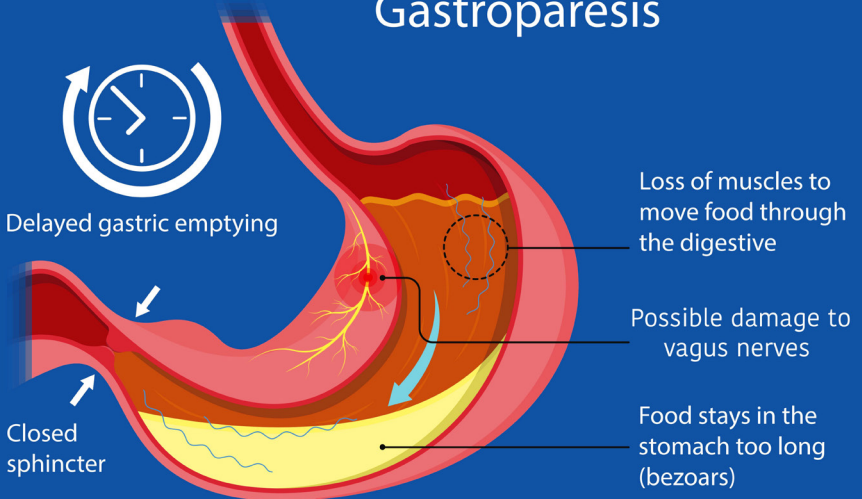 Gastroparesis
Delayed gastric emptying
Loss of muscles to
move food through
the digestive
Possible damage to
vagus nerves
Closed
sphincter
Food stays in the
stomach too long
(bezoars)